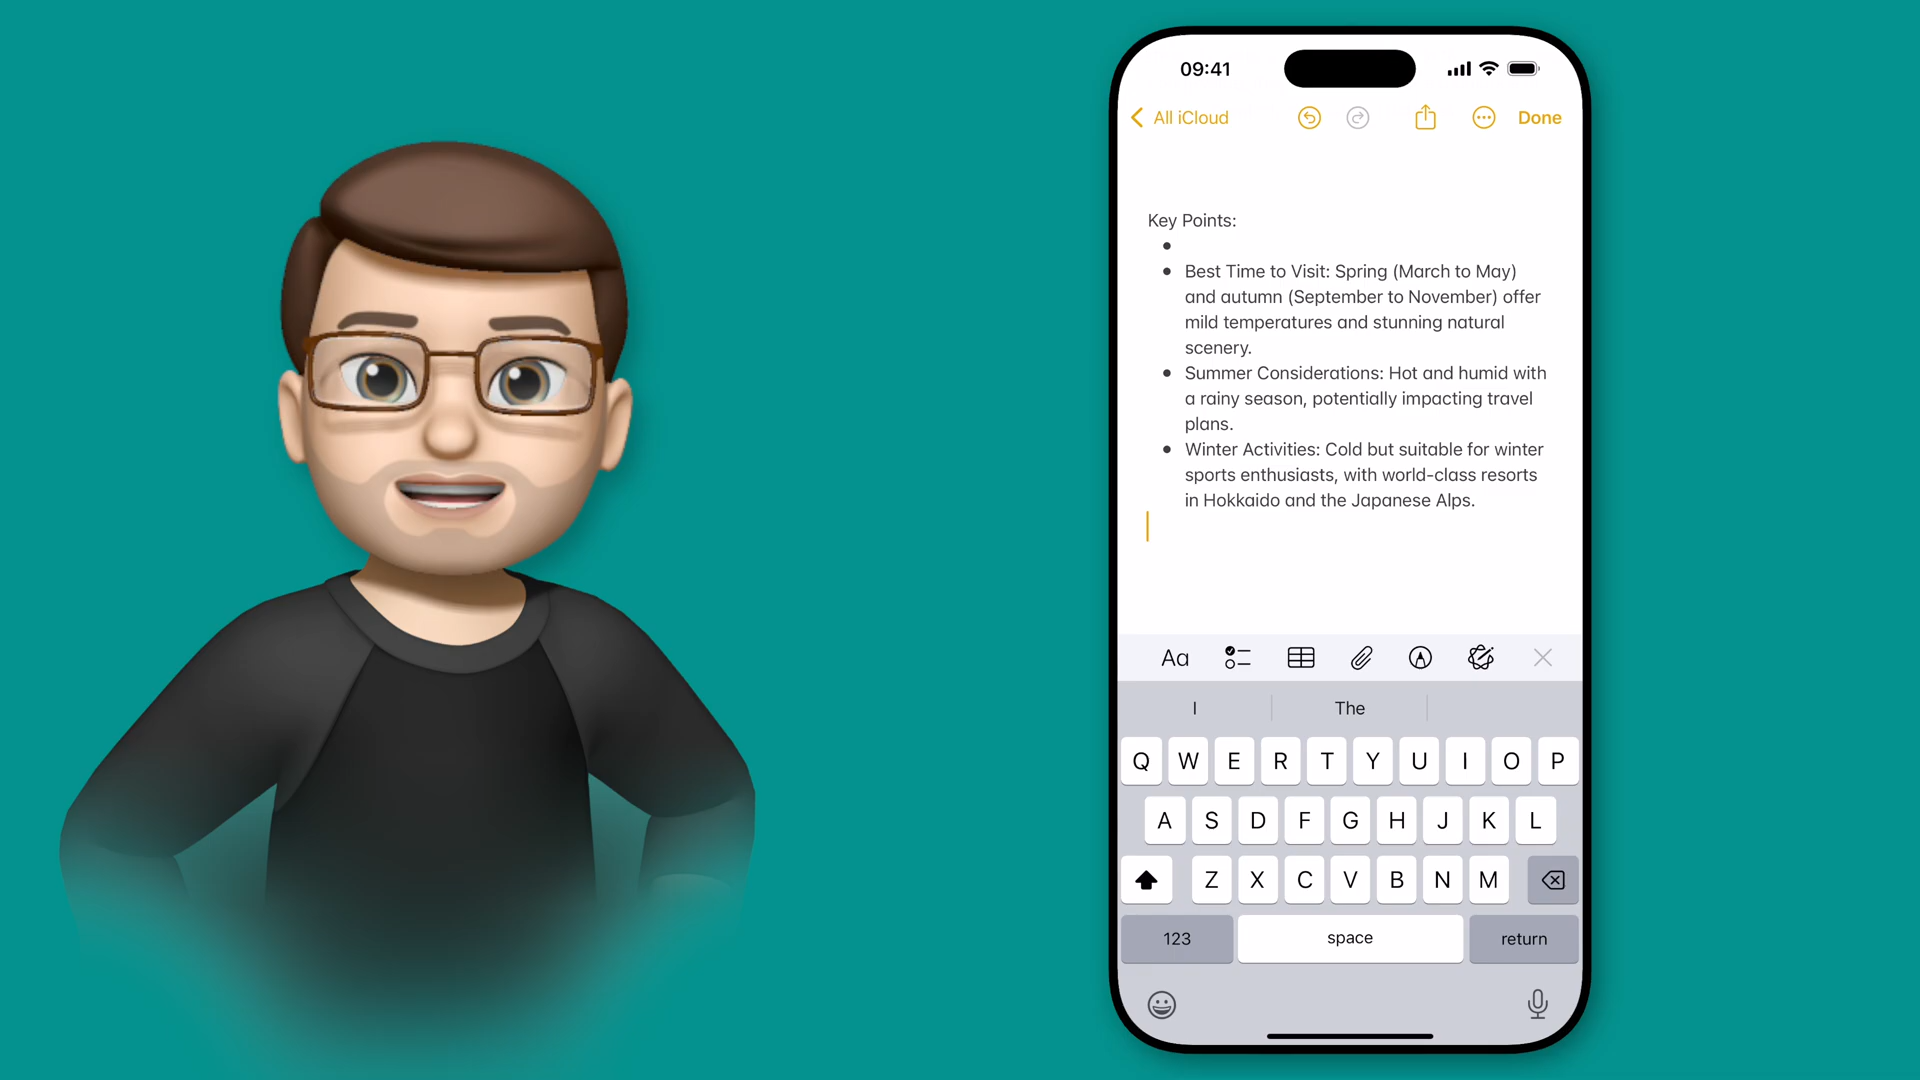 09:41
All iCloud
Done
Key Points:
•
• Best Time to Visit: Spring (March to May)
and autumn (September to November) offer
mild temperatures and stunning natural
scenery.
• Summer Considerations: Hot and humid with
a rainy season, potentially impacting travel
plans.
• Winter Activities: Cold but suitable for winter
sports enthusiasts, with world-class resorts
in Hokkaido and the Japanese Alps.
Aa
I The
Q W E R T Y U I O P
A S D F G H J K L
Z X C V B N M
123 space return